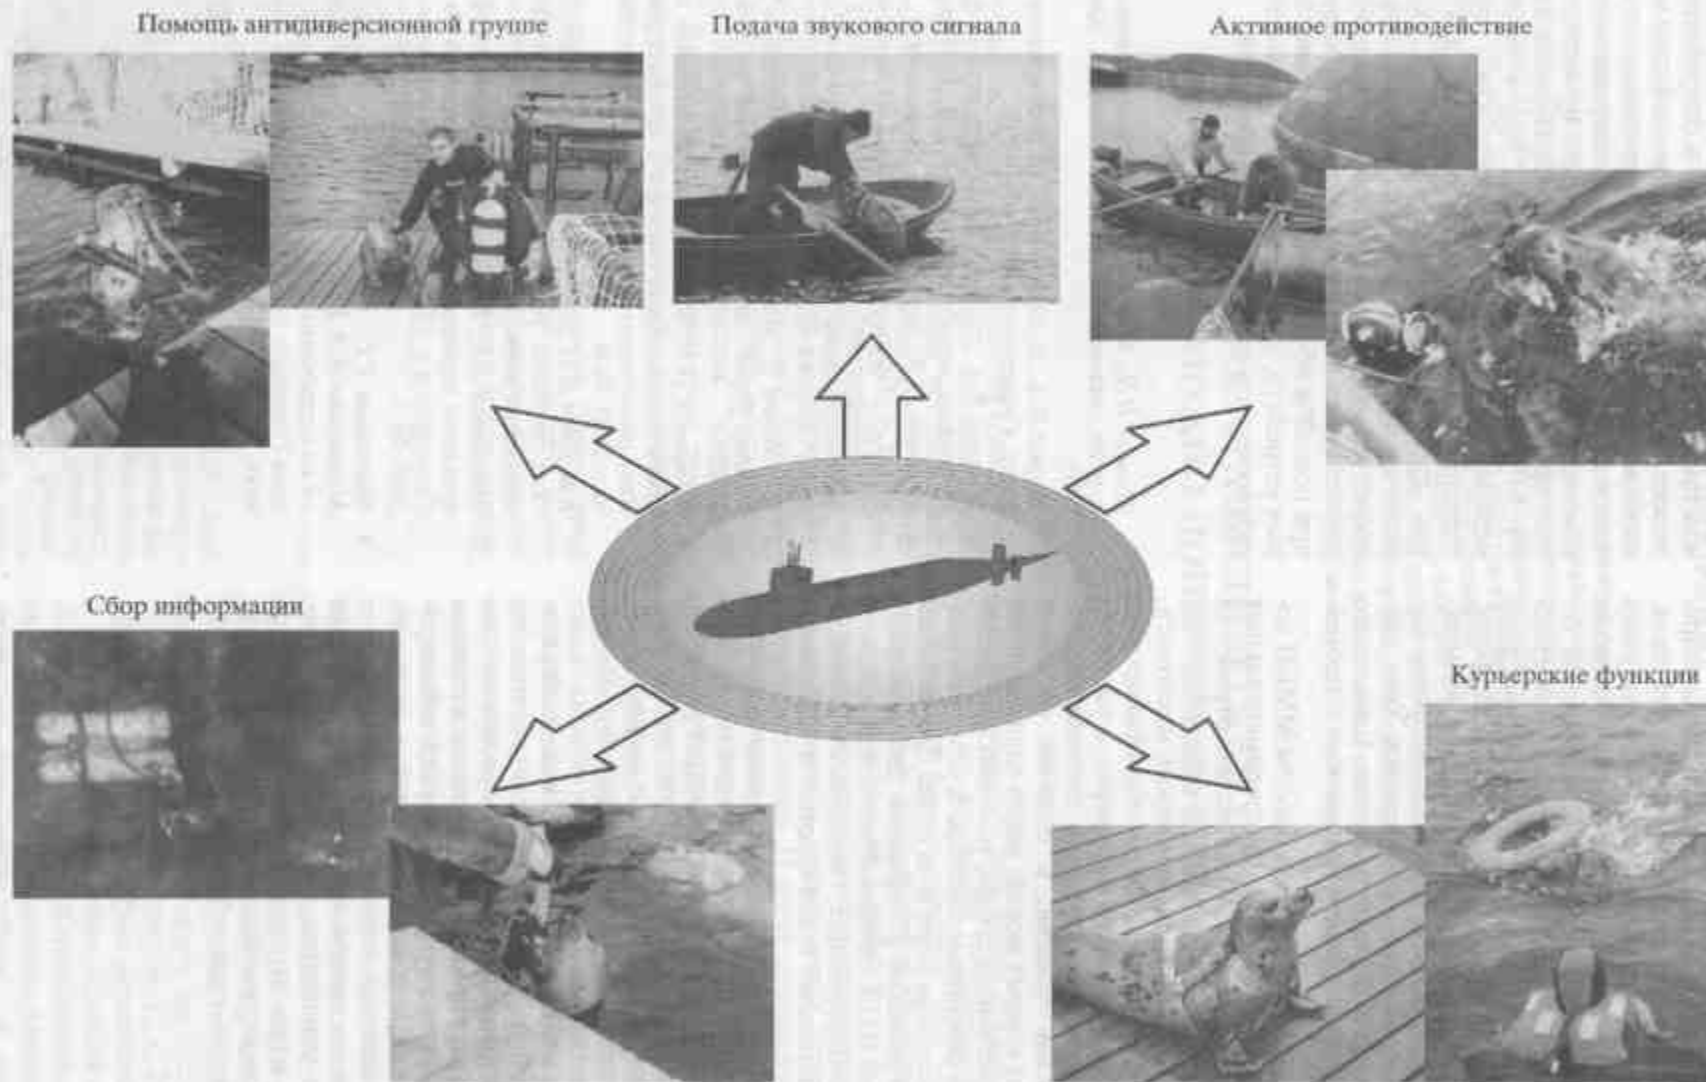 Помощь антидиверсионной группе
Подача звукового сигнала
Активное противодействие
Сбор информации
Курьерские функции